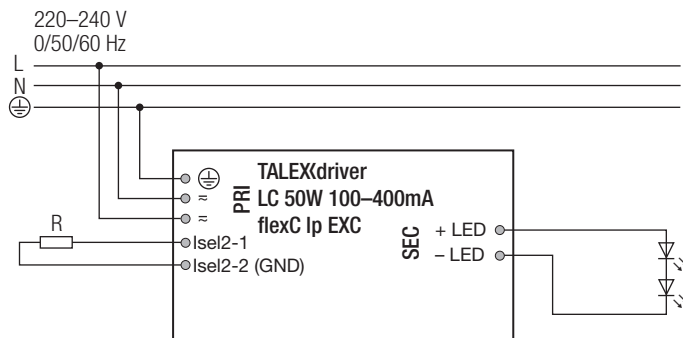 220–240 V
0/50/60 Hz
L
N
TALEXXdriver
LC 50W 100–400mA
flexC lp EXC
PRI
≈
≈
R
Isel2-1
Isel2-2 (GND)
SEC
+ LED
– LED